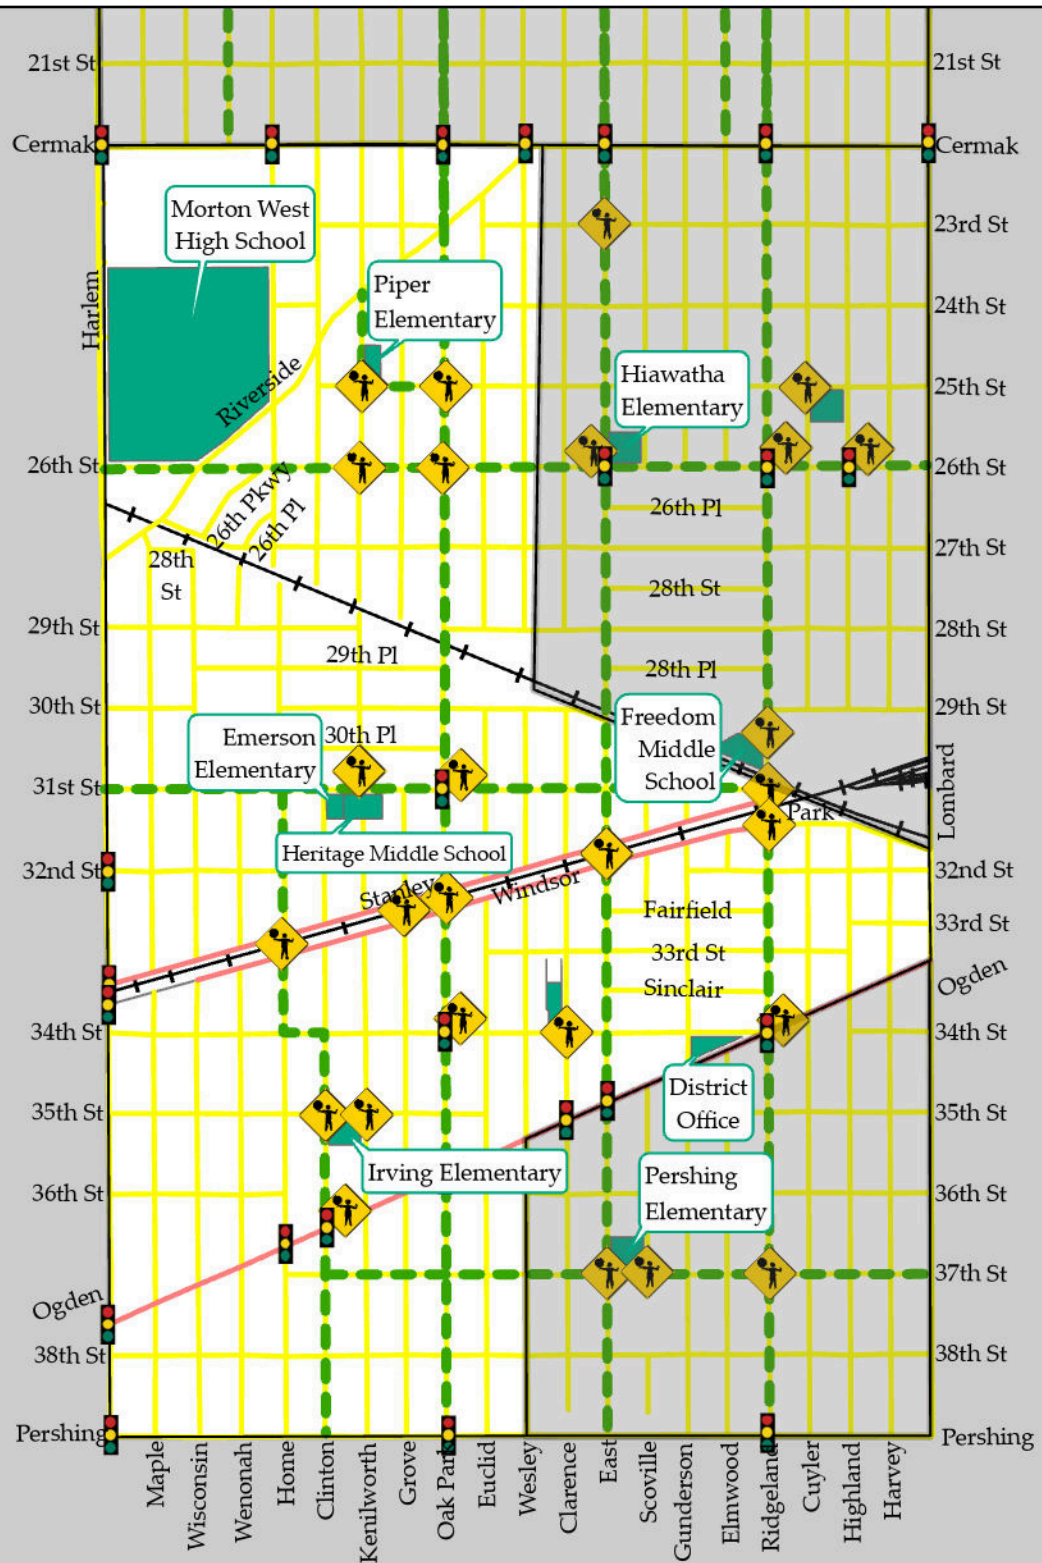 21st St
21st St
Cermak
Cermak
Morton West
High School
23rd St
Piper
Elementary
Harlem
24th St
Riverside
Hiawatha
Elementary
25th St
26th St
26th St
26th Pkwy
26th Pl
26th Pl
28th
St
27th St
28th St
29th St
28th St
29th Pl
28th Pl
30th St
29th St
Emerson
Elementary
30th Pl
Freedom
Middle
School
31st St
Lombard
Park
Heritage Middle School
32nd St
32nd St
Stanley
Windsor
Fairfield
33rd St
33rd St
Sinclair
Ogden
34th St
34th St
District
Office
35th St
35th St
Irving Elementary
Pershing
Elementary
36th St
36th St
37th St
Ogden
38th St
38th St
Pershing
Pershing
Maple
Wisconsin
Wenonah
Home
Clinton
Kenilworth
Grove
Oak Park
Euclid
Wesley
Clarence
East
Scoville
Gunderson
Elmwood
Ridgeland
Cuyler
Highland
Harvey